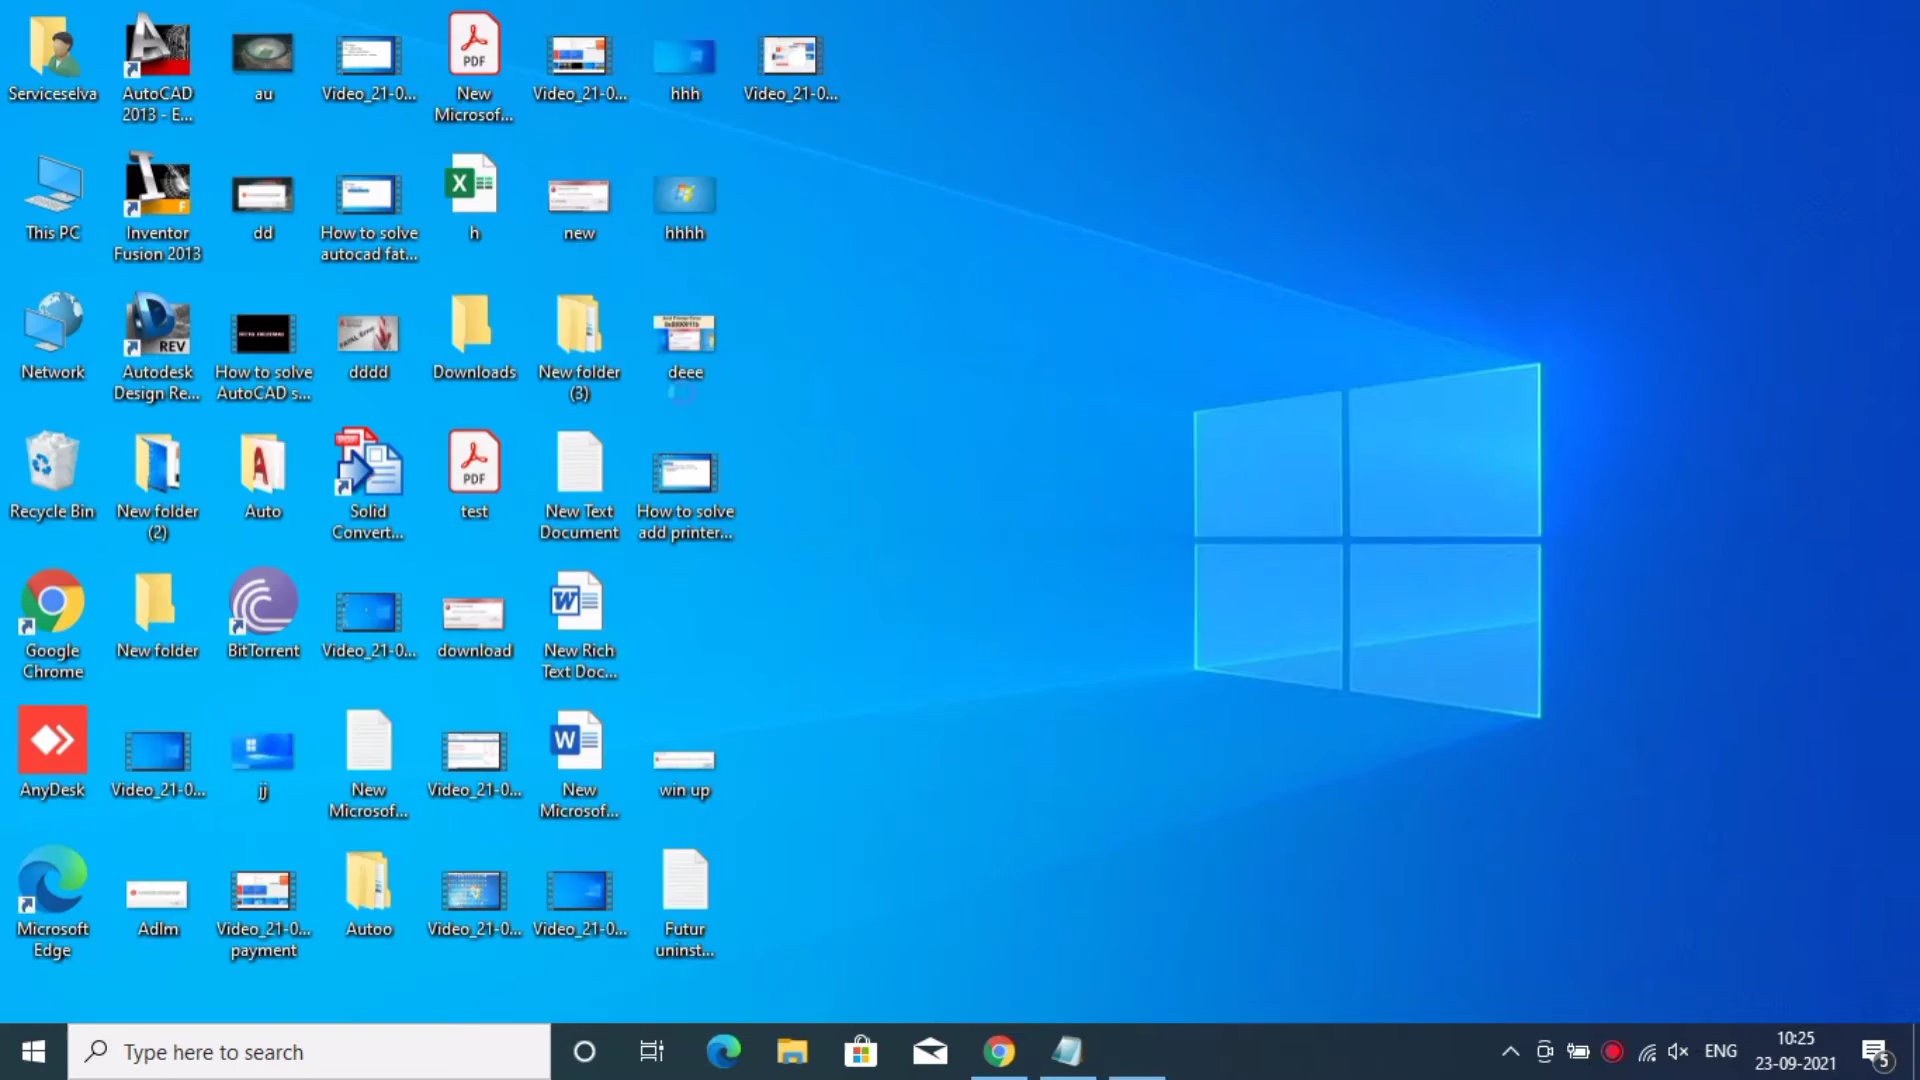 Serviceselva
AutoCAD
2013 - E...
au
Video_21-0...
PDF
New
Microsof...
Video_21-0...
hhh
Video_21-0...
This PC
Inventor
Fusion 2013
dd
How to solve
autocad fat...
h
new
hhhh
Network
REV
Autodesk
Design Re...
How to solve
AutoCAD s...
dddd
Downloads
New folder
(3)
deee
Recycle Bin
New folder
(2)
Auto
PDF
Solid
Convert...
PDF
test
New Text
Document
How to solve
add printer...
Google
Chrome
New folder
BitTorrent
Video_21-0...
download
New Rich
Text Doc...
AnyDesk
Video_21-0...
jj
New
Microsof...
Video_21-0...
New
Microsof...
win up
Microsoft
Edge
Adlm
Video_21-0...
payment
Autoo
Video_21-0...
Video_21-0...
Futur
uninst...
Type here to search
ENG
10:25
23-09-2021
5